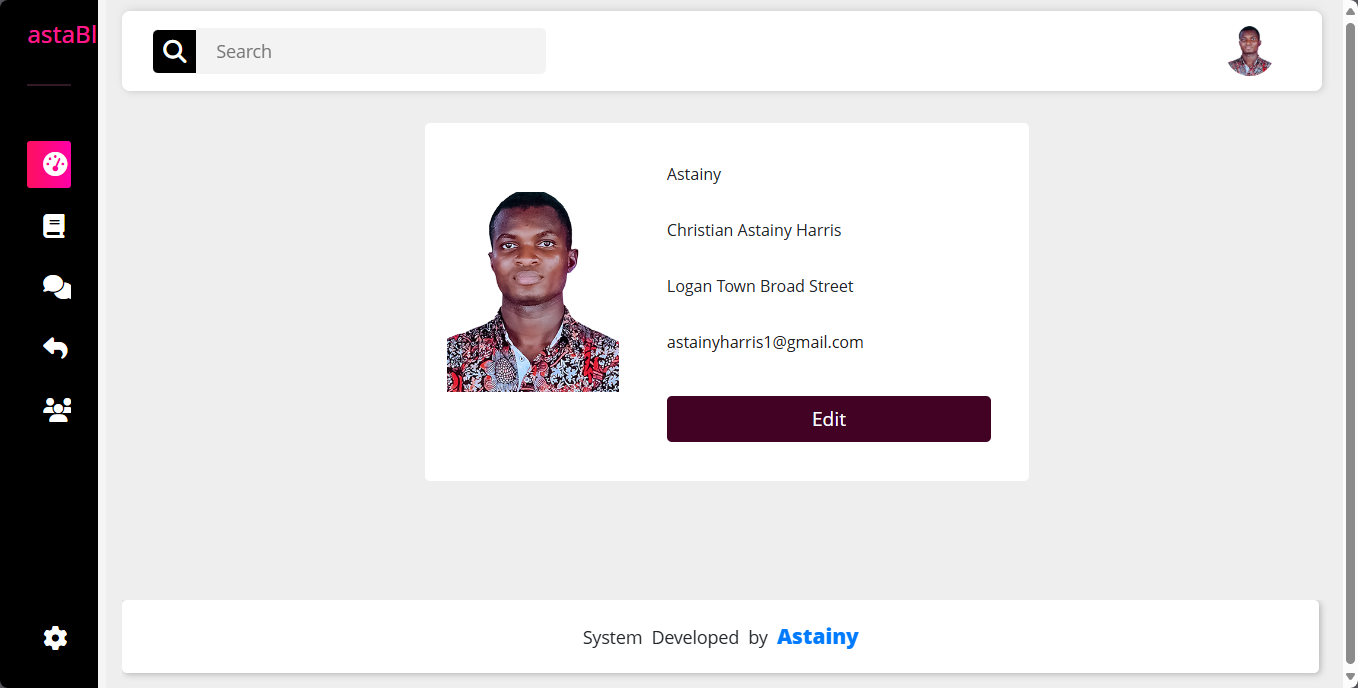 astaBl
Search
Astainy
Christian Astainy Harris
Logan Town Broad Street
astainyharris1@gmail.com
Edit
System Developed by Astainy